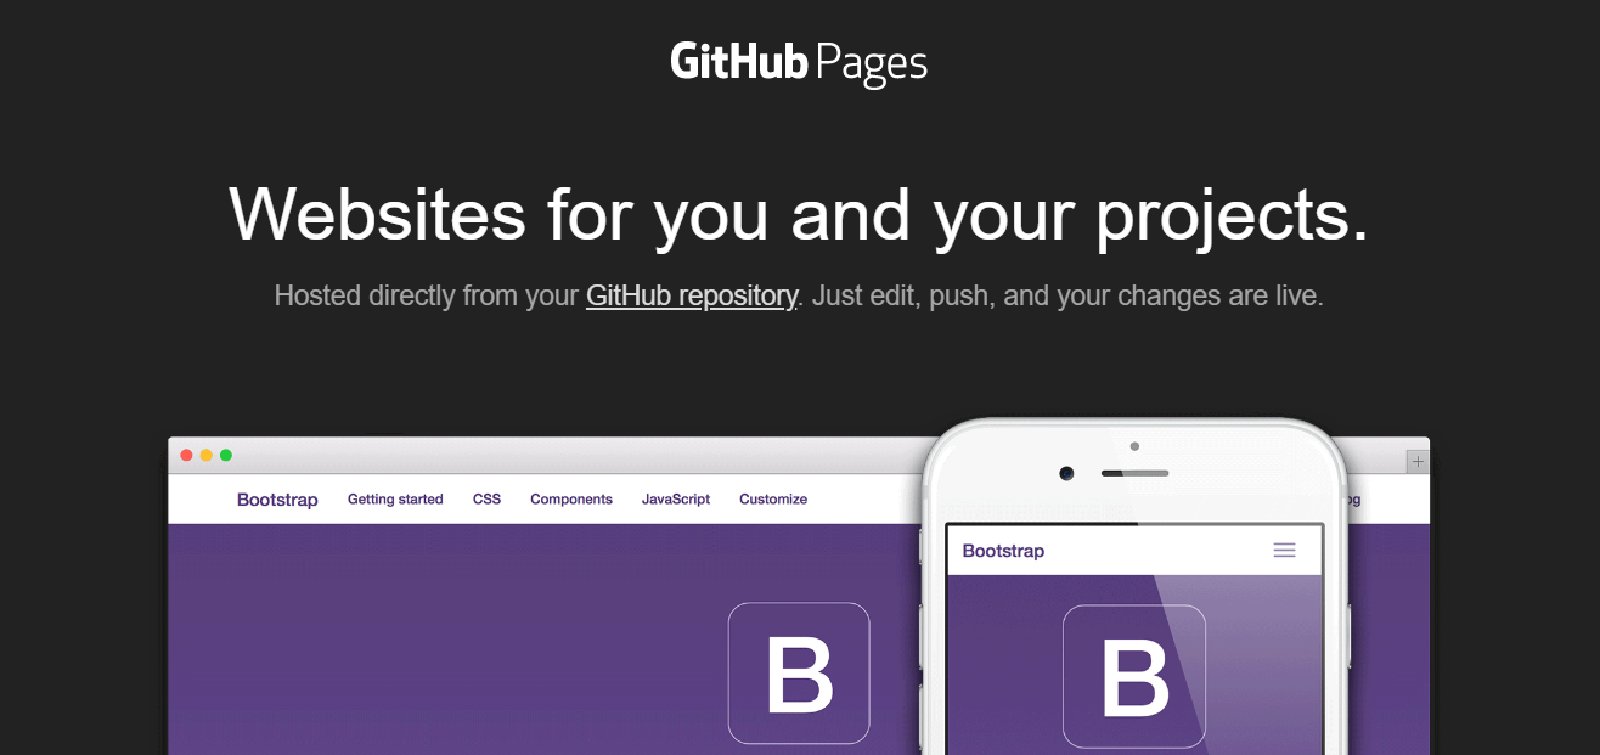 GitHub Pages
Websites for you and your projects.
Hosted directly from your GitHub repository. Just edit, push, and your changes are live.
Bootstrap Getting started CSS Components JavaScript Customize
Bootstrap
B
B